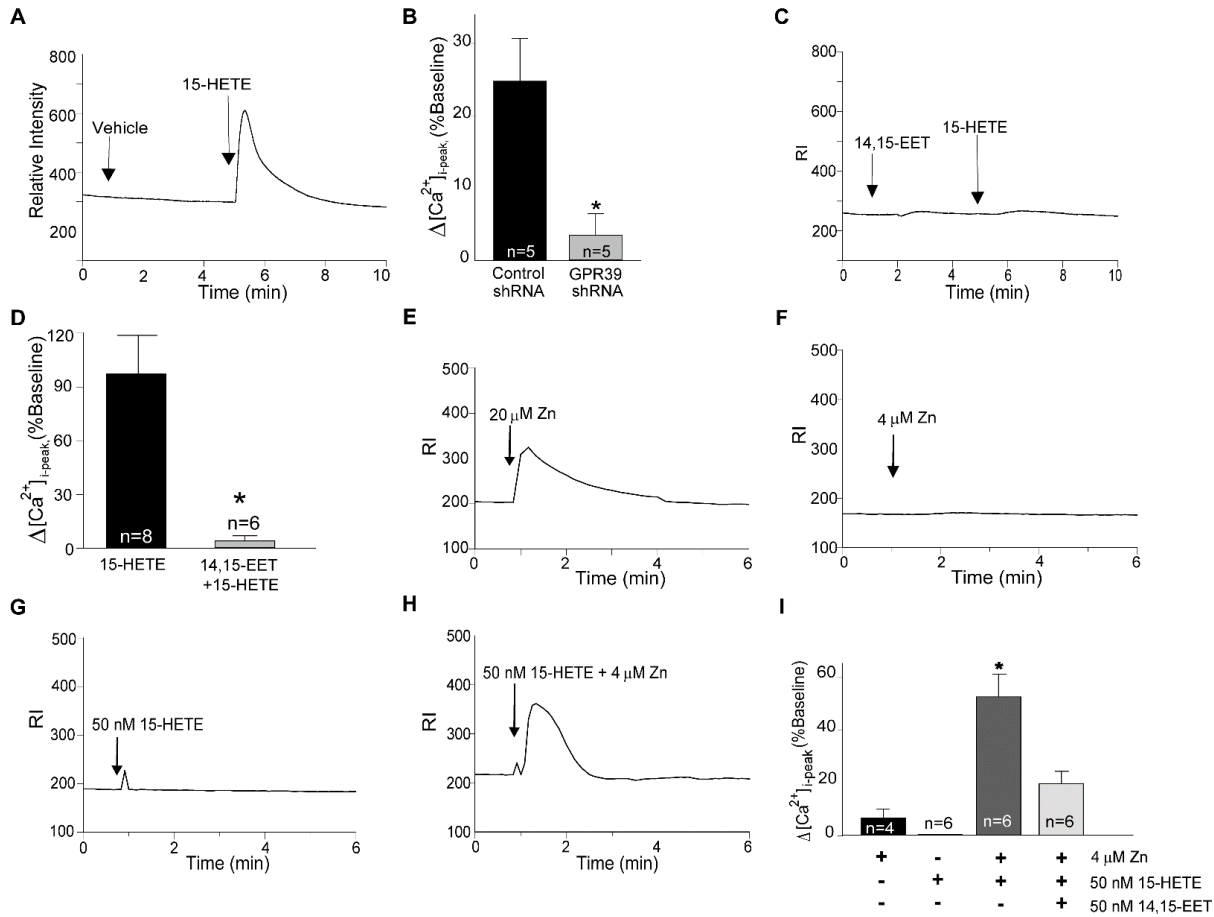 A
800
600
400
200
Relative Intensity
Vehicle
15-HETE
0 2 4 6 8 10
Time (min)
B
30
20
10
0
Δ[Ca2+]i-peak, (%Baseline)
n=5
*
n=5
Control
shRNA
GPR39
shRNA
C
800
600
400
200
RI
14,15-EET
15-HETE
0 2 4 6 8 10
Time (min)
D
120
90
60
30
0
Δ[Ca2+]i-peak, (%Baseline)
n=8
*
n=6
15-HETE
14,15-EET
+15-HETE
E
500
400
300
200
100
RI
20 μM Zn
0 2 4 6
Time (min)
F
500
400
300
200
100
RI
4 μM Zn
0 2 4 6
Time (min)
G
500
400
300
200
100
RI
50 nM 15-HETE
0 2 4 6
Time (min)
H
500
400
300
200
100
RI
50 nM 15-HETE + 4 μM Zn
0 2 4 6
Time (min)
I
60
40
20
0
Δ[Ca2+]i-peak (%Baseline)
n=4
n=6
*
n=6
n=6
+ - + + 4 μM Zn
- + + + 50 nM 15-HETE
- - - + 50 nM 14,15-EET